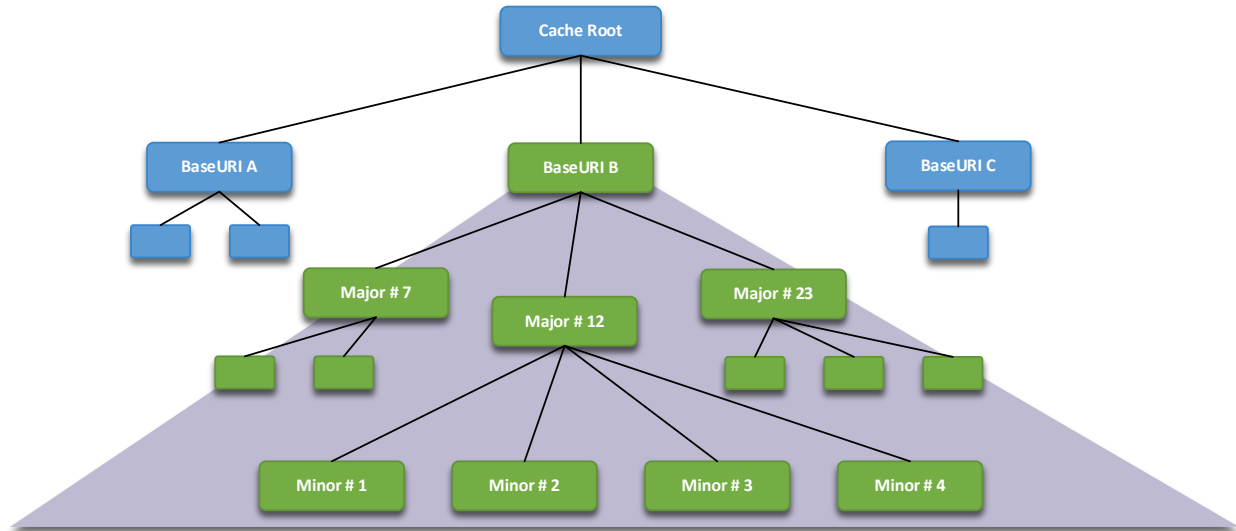 Cache Root
BaseURI A
BaseURI B
BaseURI C
Major # 7
Major # 12
Major # 23
Minor # 1
Minor # 2
Minor # 3
Minor # 4